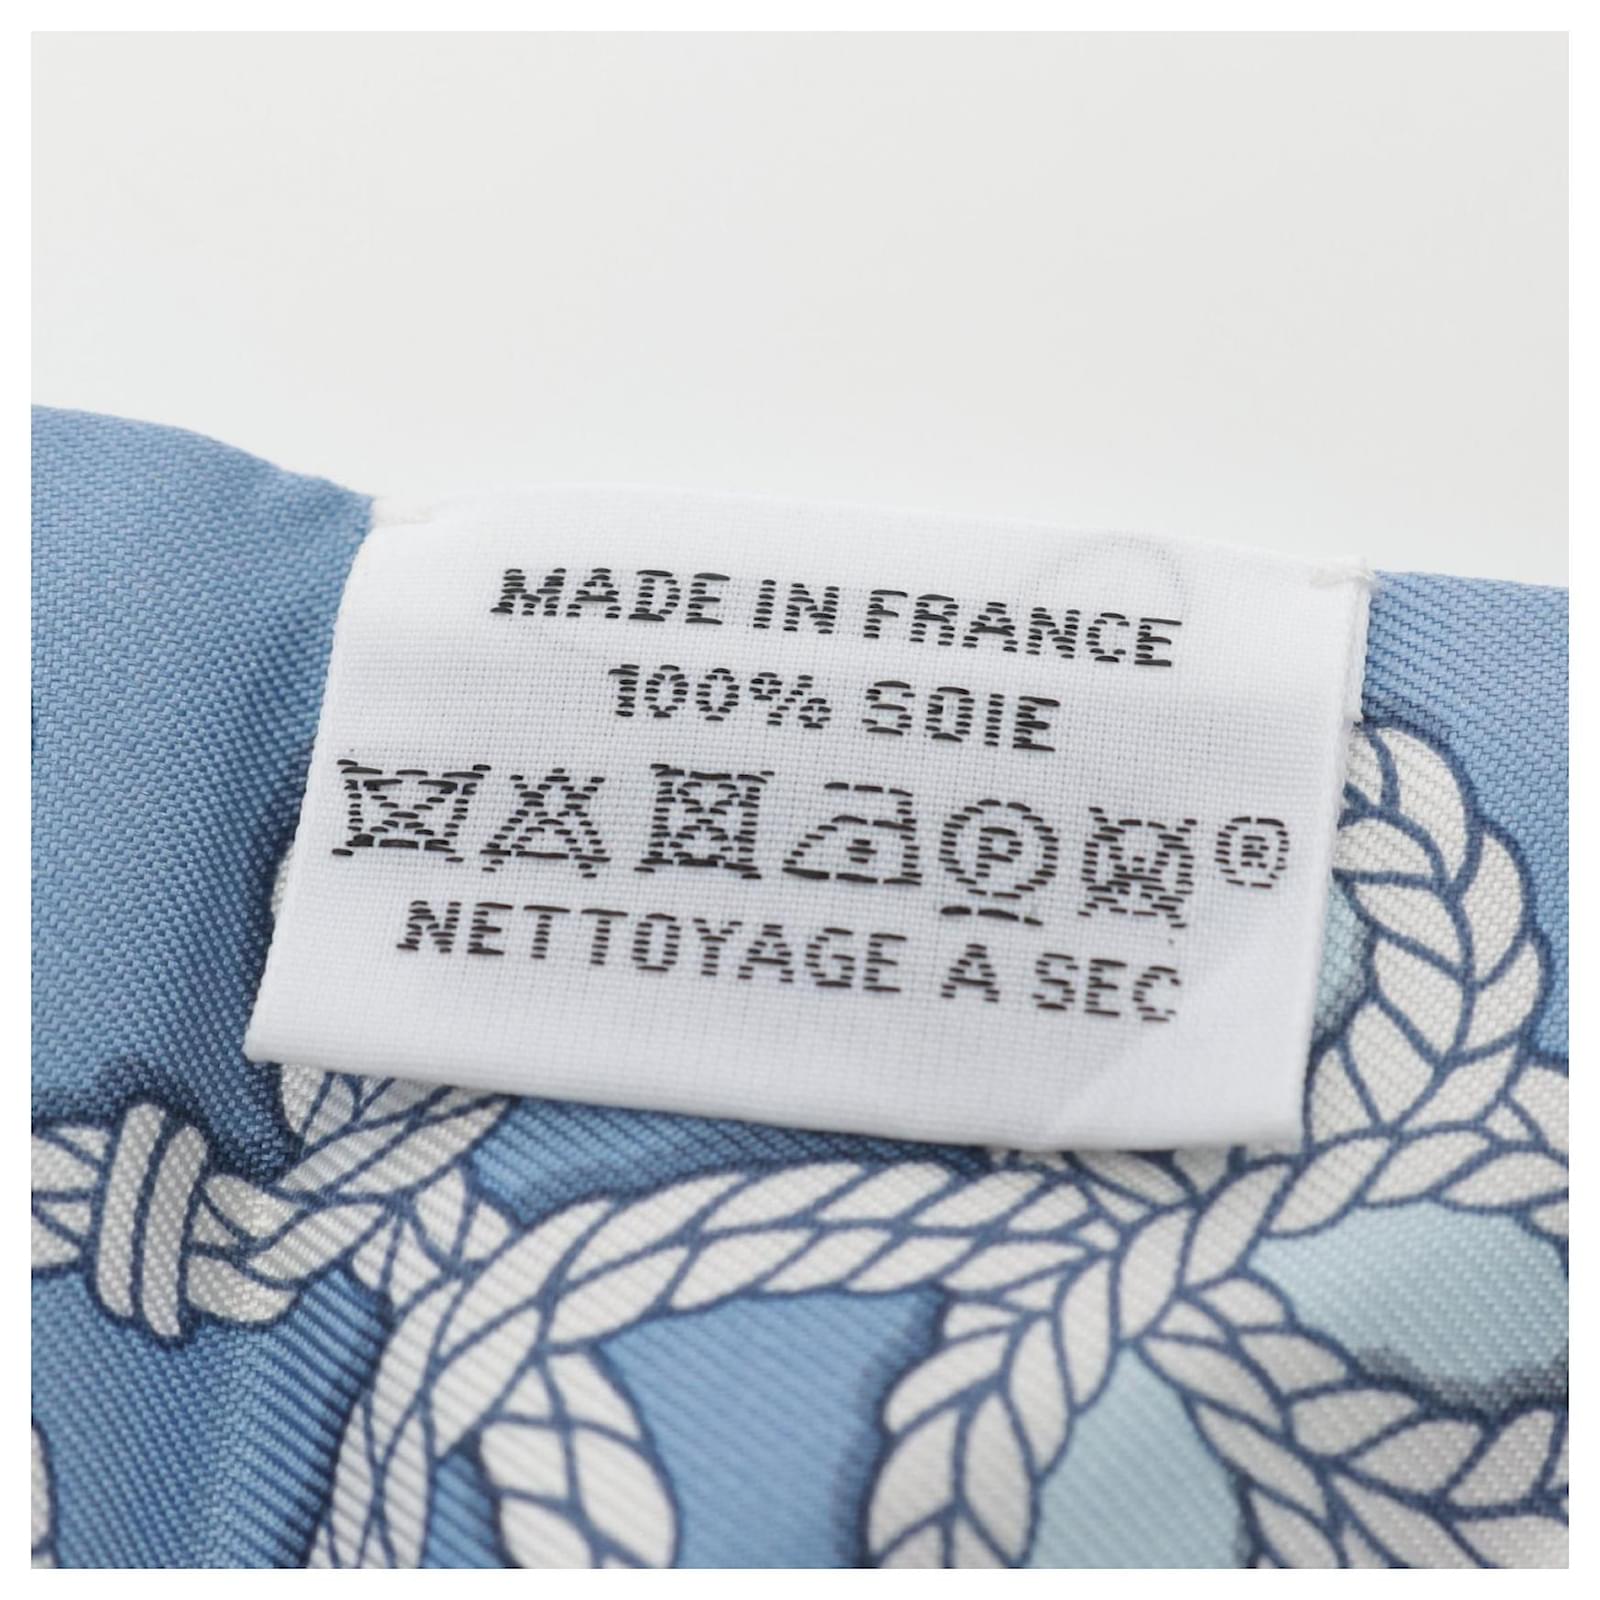 MADE IN FRANCE
100% SOIE
P W ®
NETTOYAGE A SEC